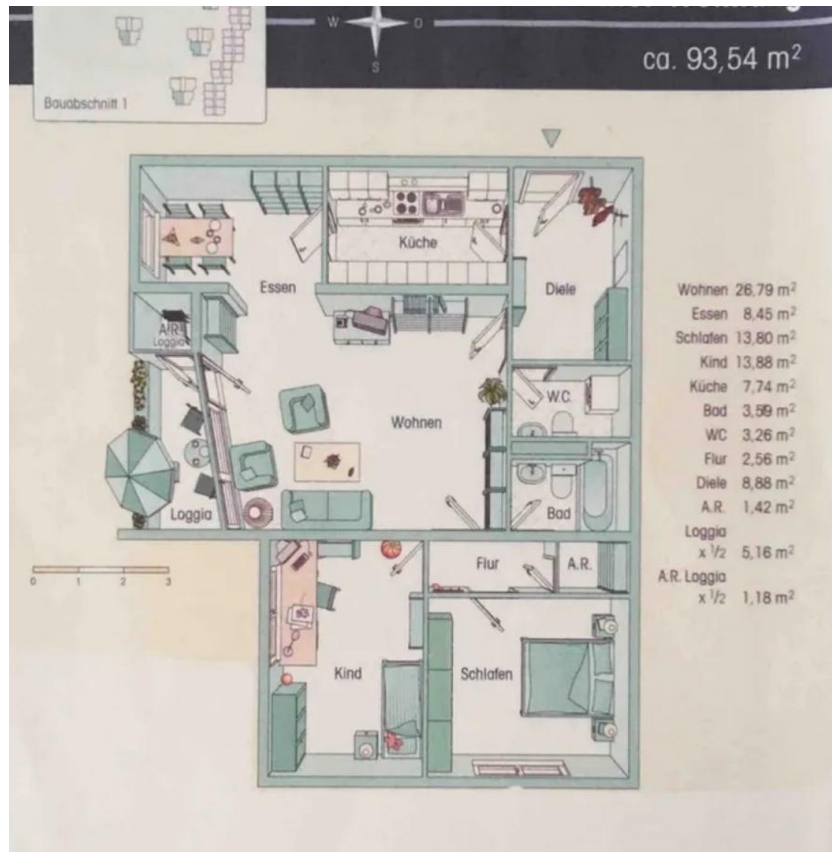 W O
S
ca. 93,54 m²
Bauabschnitt 1
Küche
Essen
Diele
A.R.
Loggia
W.C.
Wohnen
Loggia
Bad
Flur
A.R.
Kind
Schlafen
0 1 2 3
Wohnen 26,79 m²
Essen 8,45 m²
Schlafen 13,80 m²
Kind 13,88 m²
Küche 7,74 m²
Bad 3,59 m²
WC 3,26 m²
Flur 2,56 m²
Diele 8,88 m²
A.R. 1,42 m²
Loggia
x 1/2 5,16 m²
A.R. Loggia
x 1/2 1,18 m²